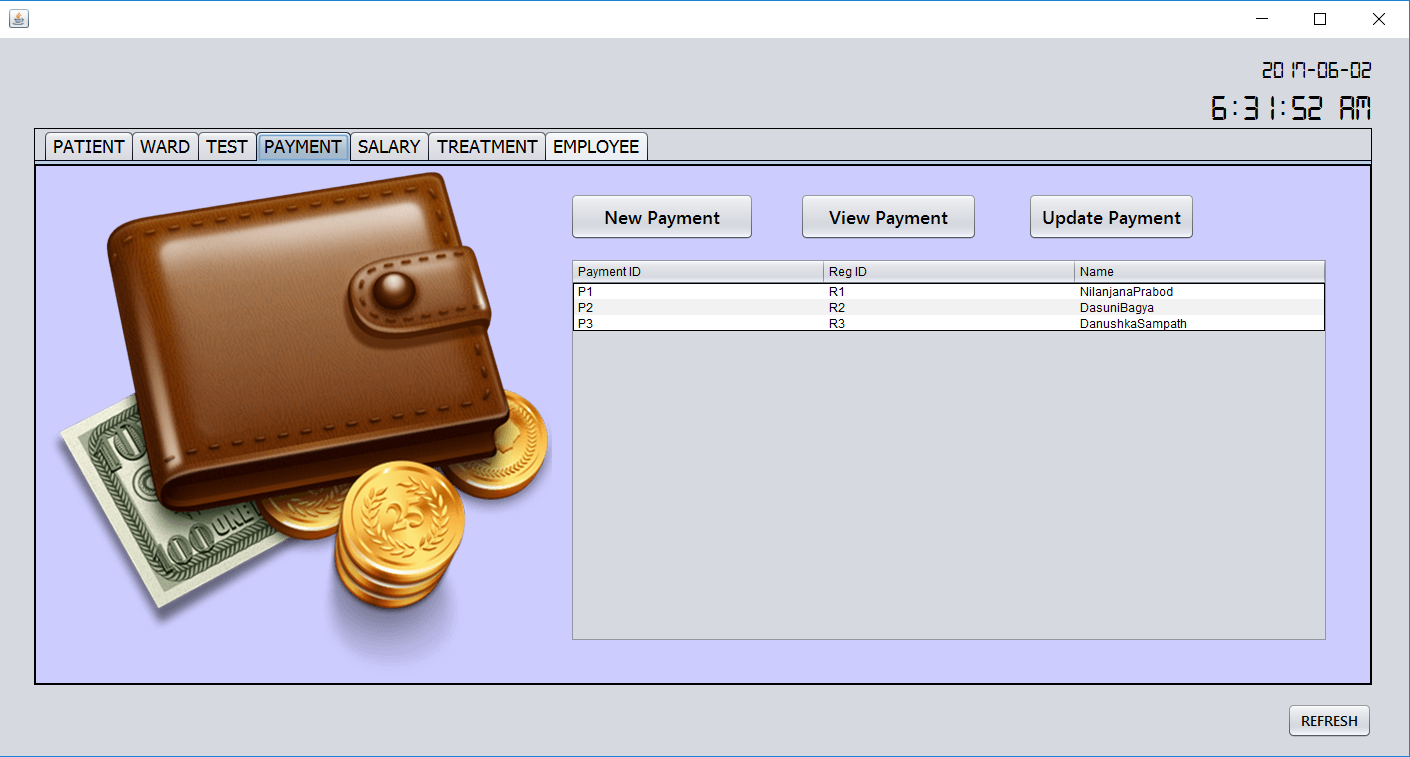 2017-06-02
6:31:52 AM
PATIENT WARD TEST PAYMENT SALARY TREATMENT EMPLOYEE
New Payment View Payment Update Payment
Payment ID Reg ID Name
P1 R1 NilanjanaPrabod
P2 R2 DasuniBagya
P3 R3 DanushkaSampath
100
100 ONE
25
REFRESH